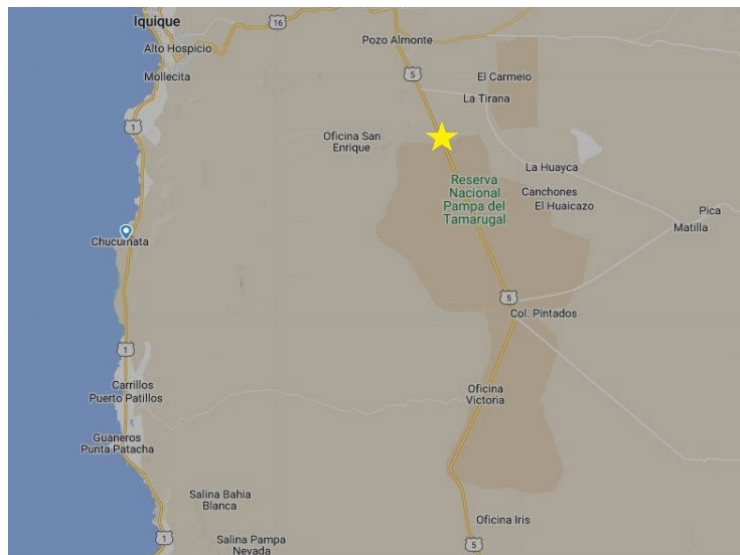 Iquique
16
Alto Hospicio
Pozo Almonte
Mollecita
5
El Carmeio
La Tirana
1
Oficina San
Enrique
La Huayca
Reserva
Nacional
Pampa del
Tamarugal
Canchones
El Huaicazo
Pica
Matilla
Chucumata
5
Col. Pintados
1
Carrillos
Puerto Patillos
Oficina
Victoria
Guaneros
Punta Patacha
Salina Bahia
Blanca
Oficina Iris
1
Salina Pampa
Nevada
5